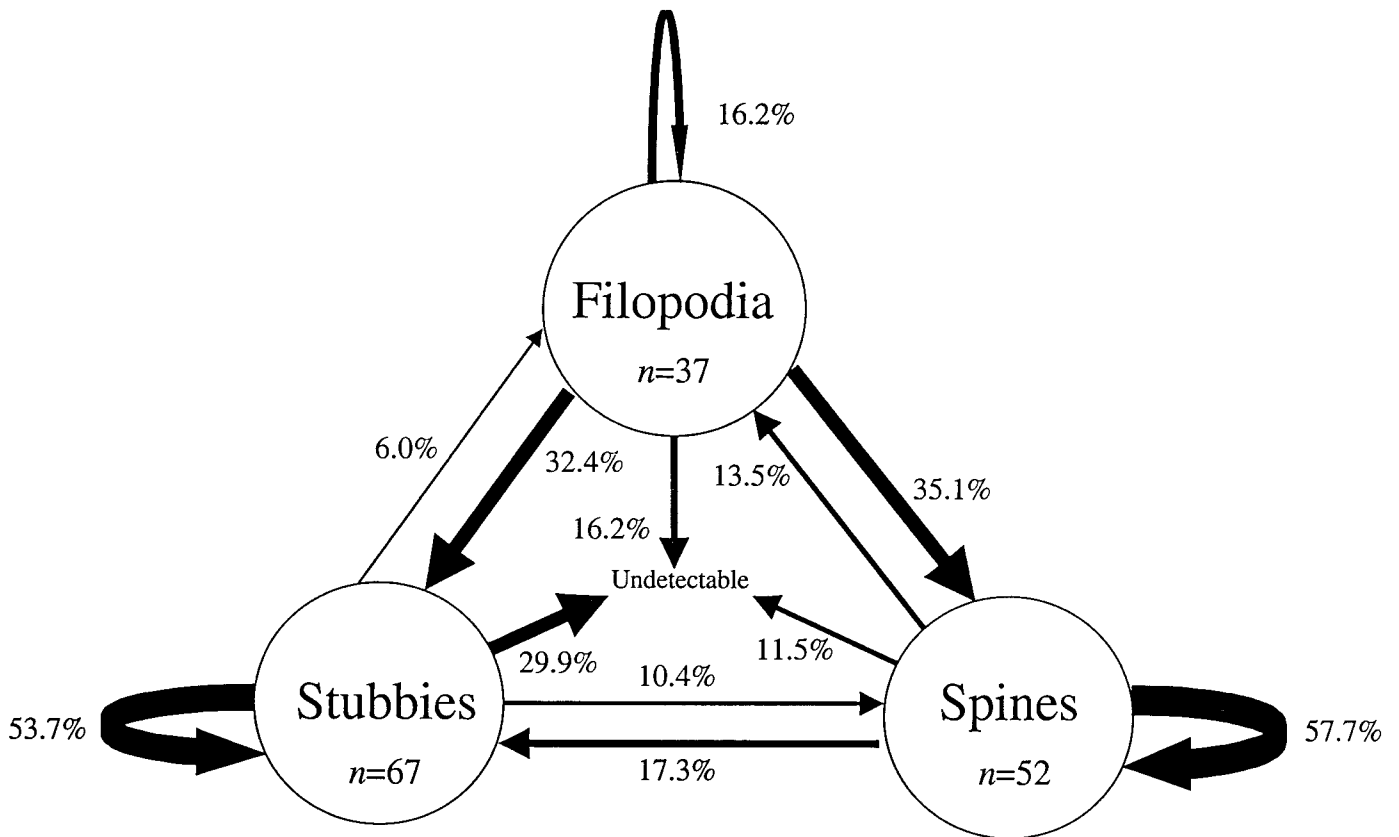 16.2%
Filopodia
n=37
6.0%
32.4%
13.5%
35.1%
16.2%
Undetectable
29.9%
11.5%
10.4%
Stubbies
Spines
53.7%
57.7%
n=67
17.3%
n=52